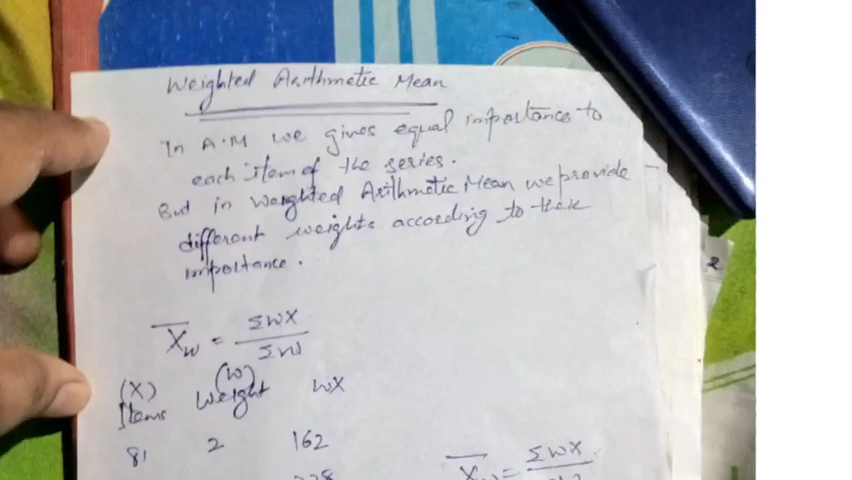 Weighted Arithmetic Mean
In A.M we gives equal importance to
each item of the series.
But in weighted Arithmetic Mean we provide -
different weights according to their
importance.
X̄w = ΣWX / ΣW
(X) (W)
Items Weight WX
81 2 162
X̄w = ΣWX
2